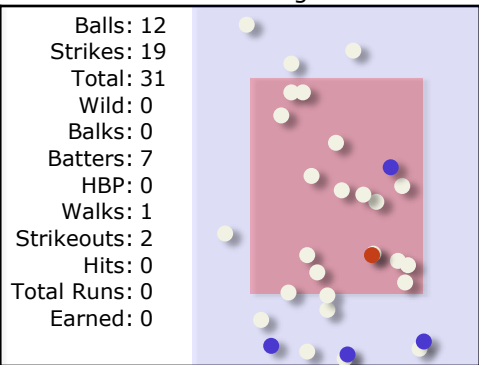 Balls: 12
Strikes: 19
Total: 31
Wild: 0
Balks: 0
Batters: 7
HBP: 0
Walks: 1
Strikeouts: 2
Hits: 0
Total Runs: 0
Earned: 0